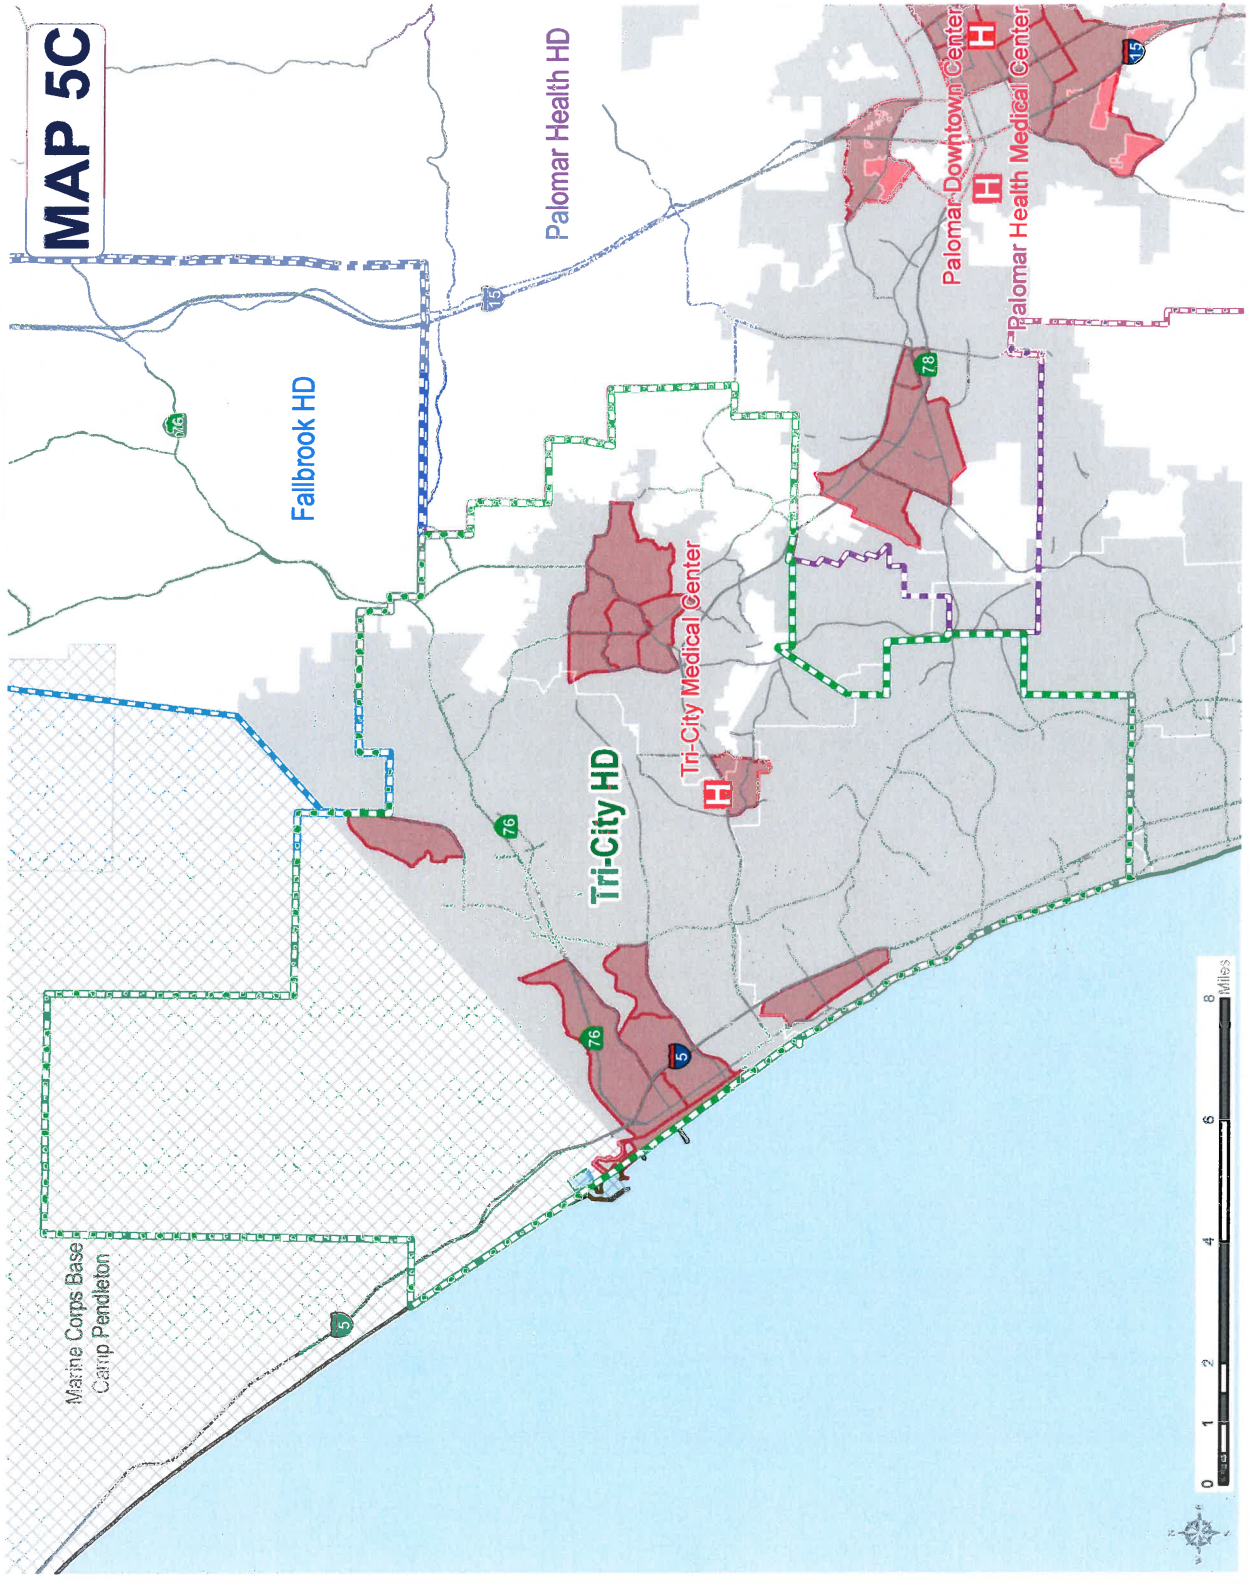 MAP 5C
Marine Corps Base
Camp Pendleton
Fallbrook HD
Palomar Health HD
Tri-City HD
Tri-City Medical Center
Palomar Downtown Center
Palomar Health Medical Center
H
H
H
5
5
76
76
76
78
15
15
0 1 2 4 6 8
Miles
N